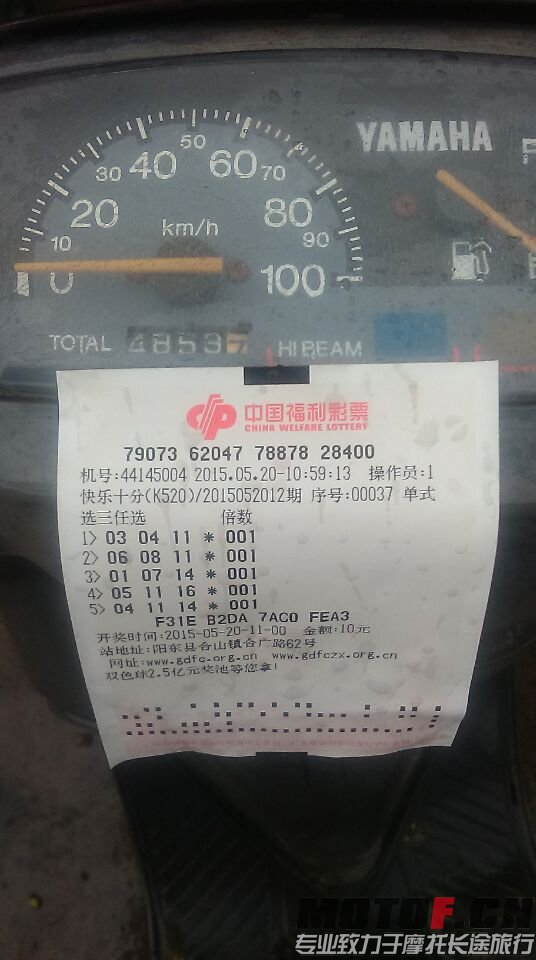 YAMAHA
50
30 40 60 70
20 80
km/h
10 90
0 100
TOTAL 48537 HI BEAM
中国福利彩票
CHINA WELFARE LOTTERY
79073 62047 78878 28400
机号:44145004 2015.05.20-10:59:13 操作员:1
快乐十分(K520)/2015052012期 序号:00037 单式
选三任选 倍数
1> 03 04 11 * 001
2> 06 08 11 * 001
3> 01 07 14 * 001
4> 05 11 16 * 001
5> 04 11 14 * 001
F31E B2DA 7AC0 FEA3
开奖时间:2015-05-20-11-00 金额:10元
站地址:阳东县合山镇合广路62号
网址:www.gdfc.org.cn www.gdfczx.org.cn
双色球2.5亿元奖池等您拿!
MOTOF.CN
专业致力于摩托长途旅行